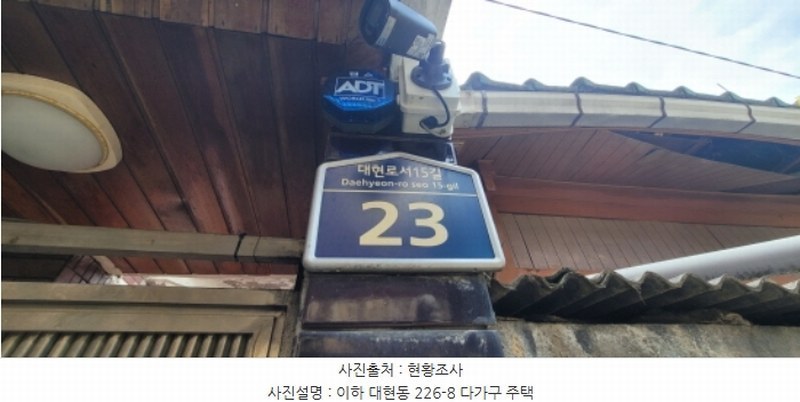 ADT
대현로서15길
Daehyeon-ro seo 15-gil
23
사진출처 : 현황조사
사진설명 : 이하 대현동 226-8 다가구 주택